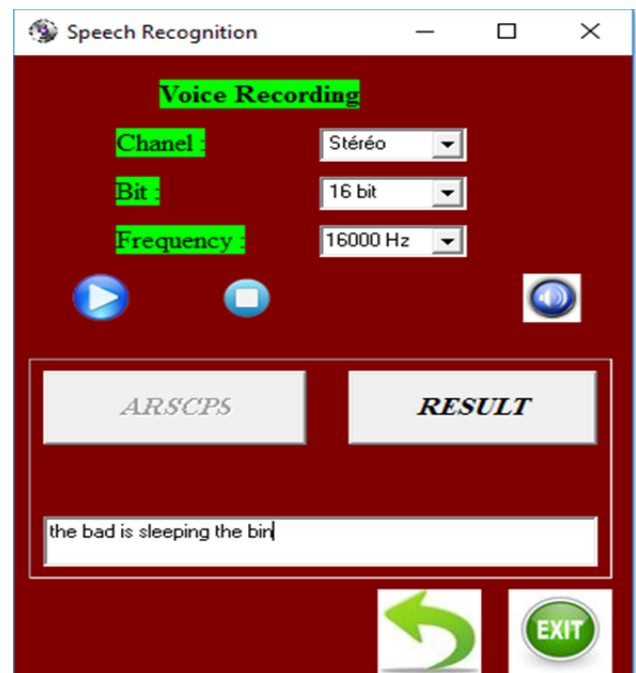 Speech Recognition
Voice Recording
Chanel : Stéréo
Bit : 16 bit
Frequency : 16000 Hz
ARSCPS RESULT
the bad is sleeping the bin
EXIT